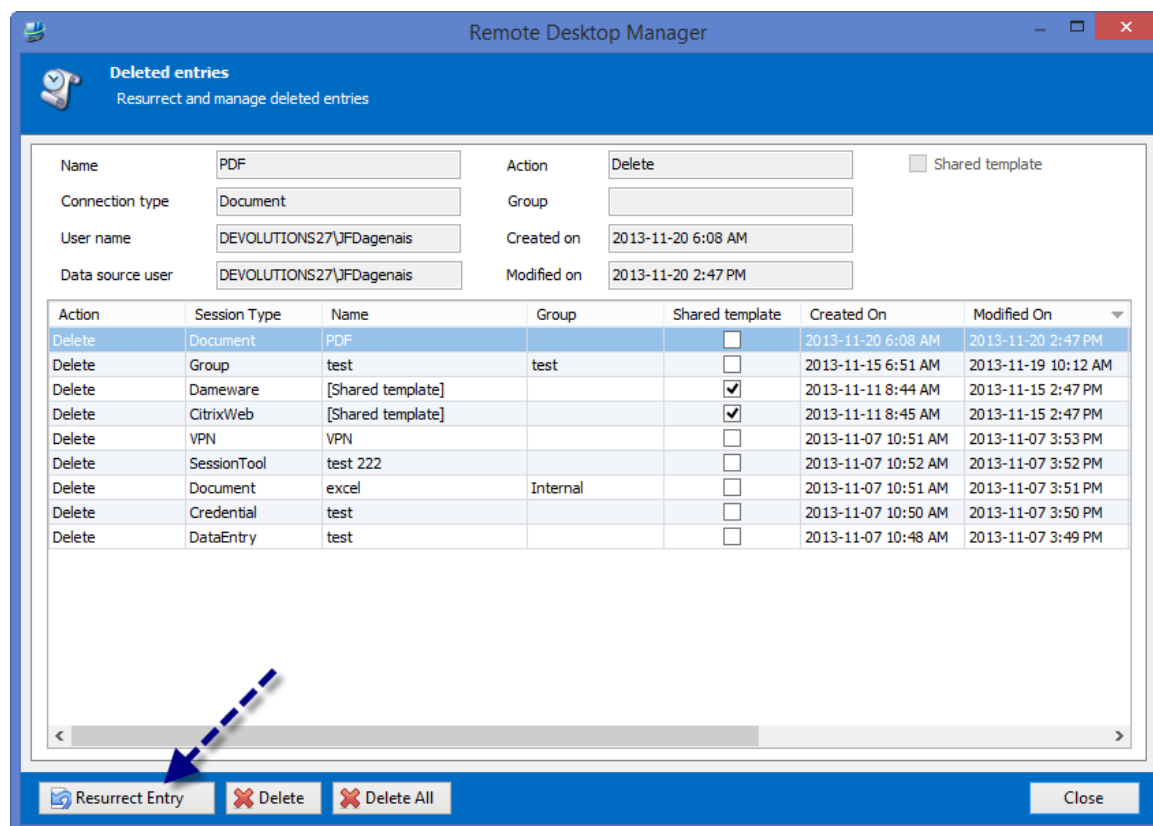 Remote Desktop Manager
Deleted entries
Resurrect and manage deleted entries
Name PDF Action Delete Shared template
Connection type Document Group
User name DEVOLUTIONS27\JFDagenais Created on 2013-11-20 6:08 AM
Data source user DEVOLUTIONS27\JFDagenais Modified on 2013-11-20 2:47 PM
Action Session Type Name Group Shared template Created On Modified On
Delete Document PDF 2013-11-20 6:08 AM 2013-11-20 2:47 PM
Delete Group test test 2013-11-15 6:51 AM 2013-11-19 10:12 AM
Delete Dameware [Shared template] 2013-11-11 8:44 AM 2013-11-15 2:47 PM
Delete CitrixWeb [Shared template] 2013-11-11 8:45 AM 2013-11-15 2:47 PM
Delete VPN VPN 2013-11-07 10:51 AM 2013-11-07 3:53 PM
Delete SessionTool test 222 2013-11-07 10:52 AM 2013-11-07 3:52 PM
Delete Document excel Internal 2013-11-07 10:51 AM 2013-11-07 3:51 PM
Delete Credential test 2013-11-07 10:50 AM 2013-11-07 3:50 PM
Delete DataEntry test 2013-11-07 10:48 AM 2013-11-07 3:49 PM
Resurrect Entry Delete Delete All Close